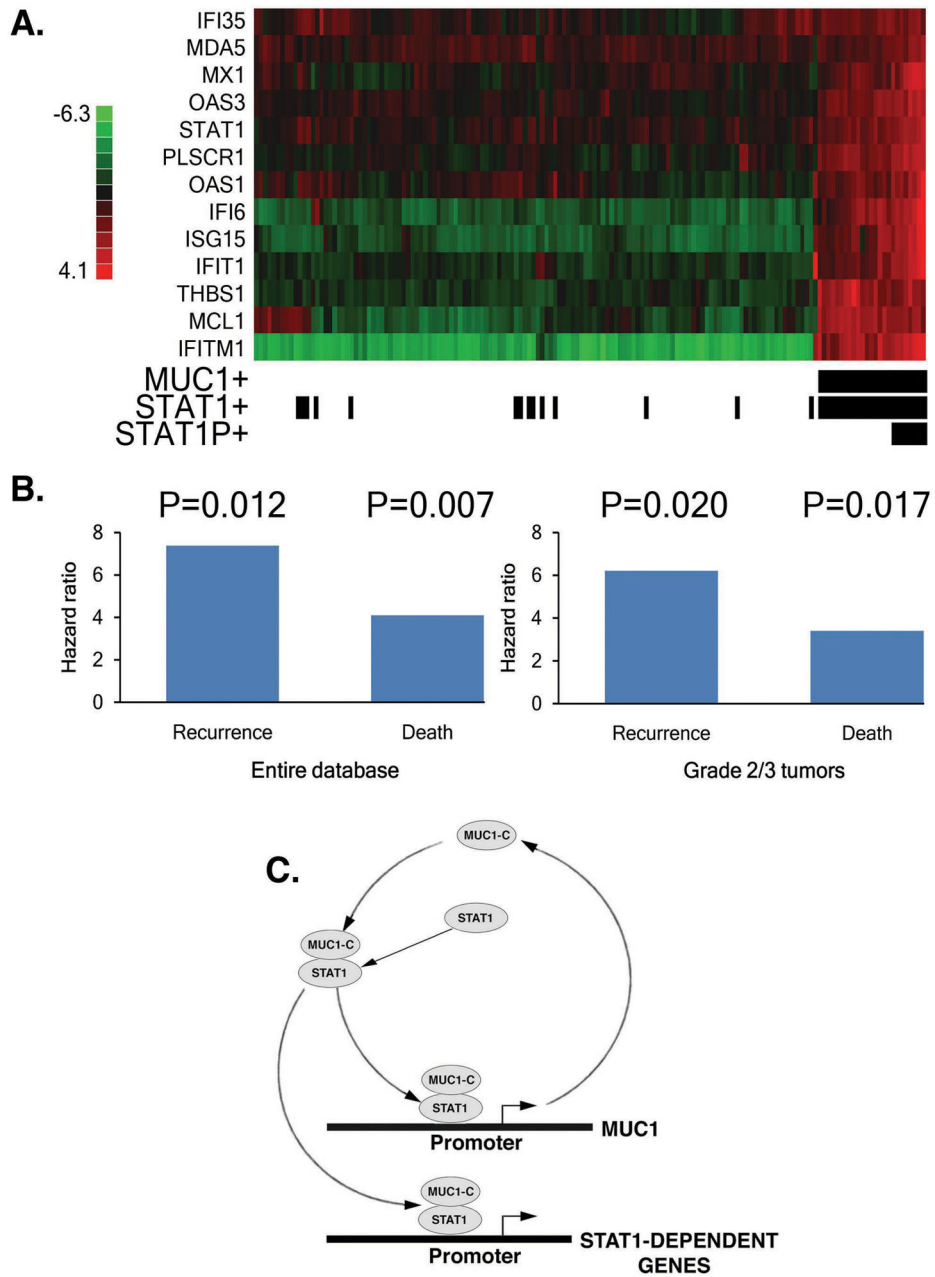 A.
IFI35
MDA5
MX1
OAS3
STAT1
PLSCR1
OAS1
IFI6
ISG15
IFIT1
THBS1
MCL1
IFITM1
-6.3
4.1
MUC1+
STAT1+
STAT1P+
B.
P=0.012
P=0.007
Hazard ratio
8
6
4
2
0
Recurrence
Death
Entire database
P=0.020
P=0.017
Hazard ratio
8
6
4
2
0
Recurrence
Death
Grade 2/3 tumors
C.
MUC1-C
STAT1
MUC1-C
STAT1
MUC1-C
STAT1
Promoter
MUC1
MUC1-C
STAT1
Promoter
STAT1-DEPENDENT
GENES